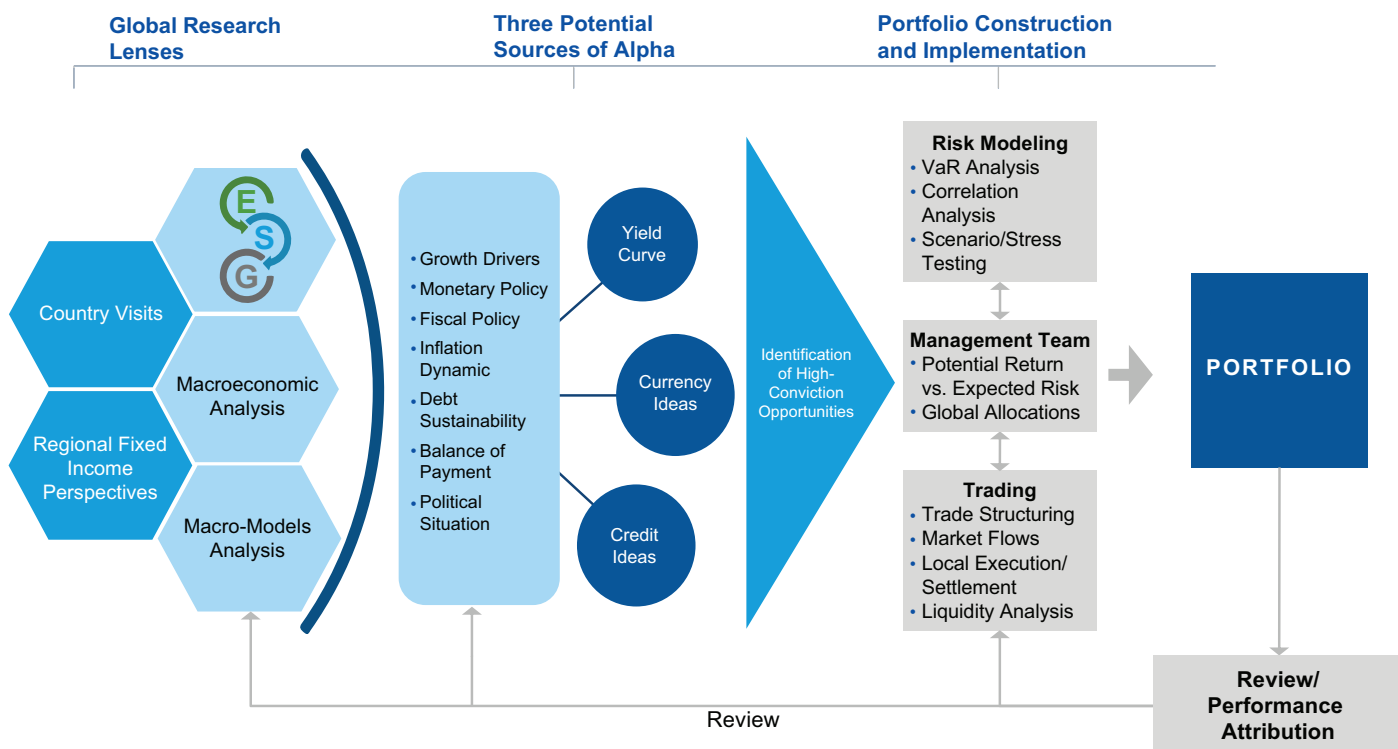 Global Research
Lenses
Three Potential
Sources of Alpha
Portfolio Construction
and Implementation
E
S
G
Country Visits
Macroeconomic
Analysis
Regional Fixed
Income
Perspectives
Macro-Models
Analysis
• Growth Drivers
• Monetary Policy
• Fiscal Policy
• Inflation
Dynamic
• Debt
Sustainability
• Balance of
Payment
• Political
Situation
Yield
Curve
Currency
Ideas
Credit
Ideas
Identification
of High-
Conviction
Opportunities
Risk Modeling
• VaR Analysis
• Correlation
Analysis
• Scenario/Stress
Testing
Management Team
• Potential Return
vs. Expected Risk
• Global Allocations
Trading
• Trade Structuring
• Market Flows
• Local Execution/
Settlement
• Liquidity Analysis
PORTFOLIO
Review/
Performance
Attribution
Review